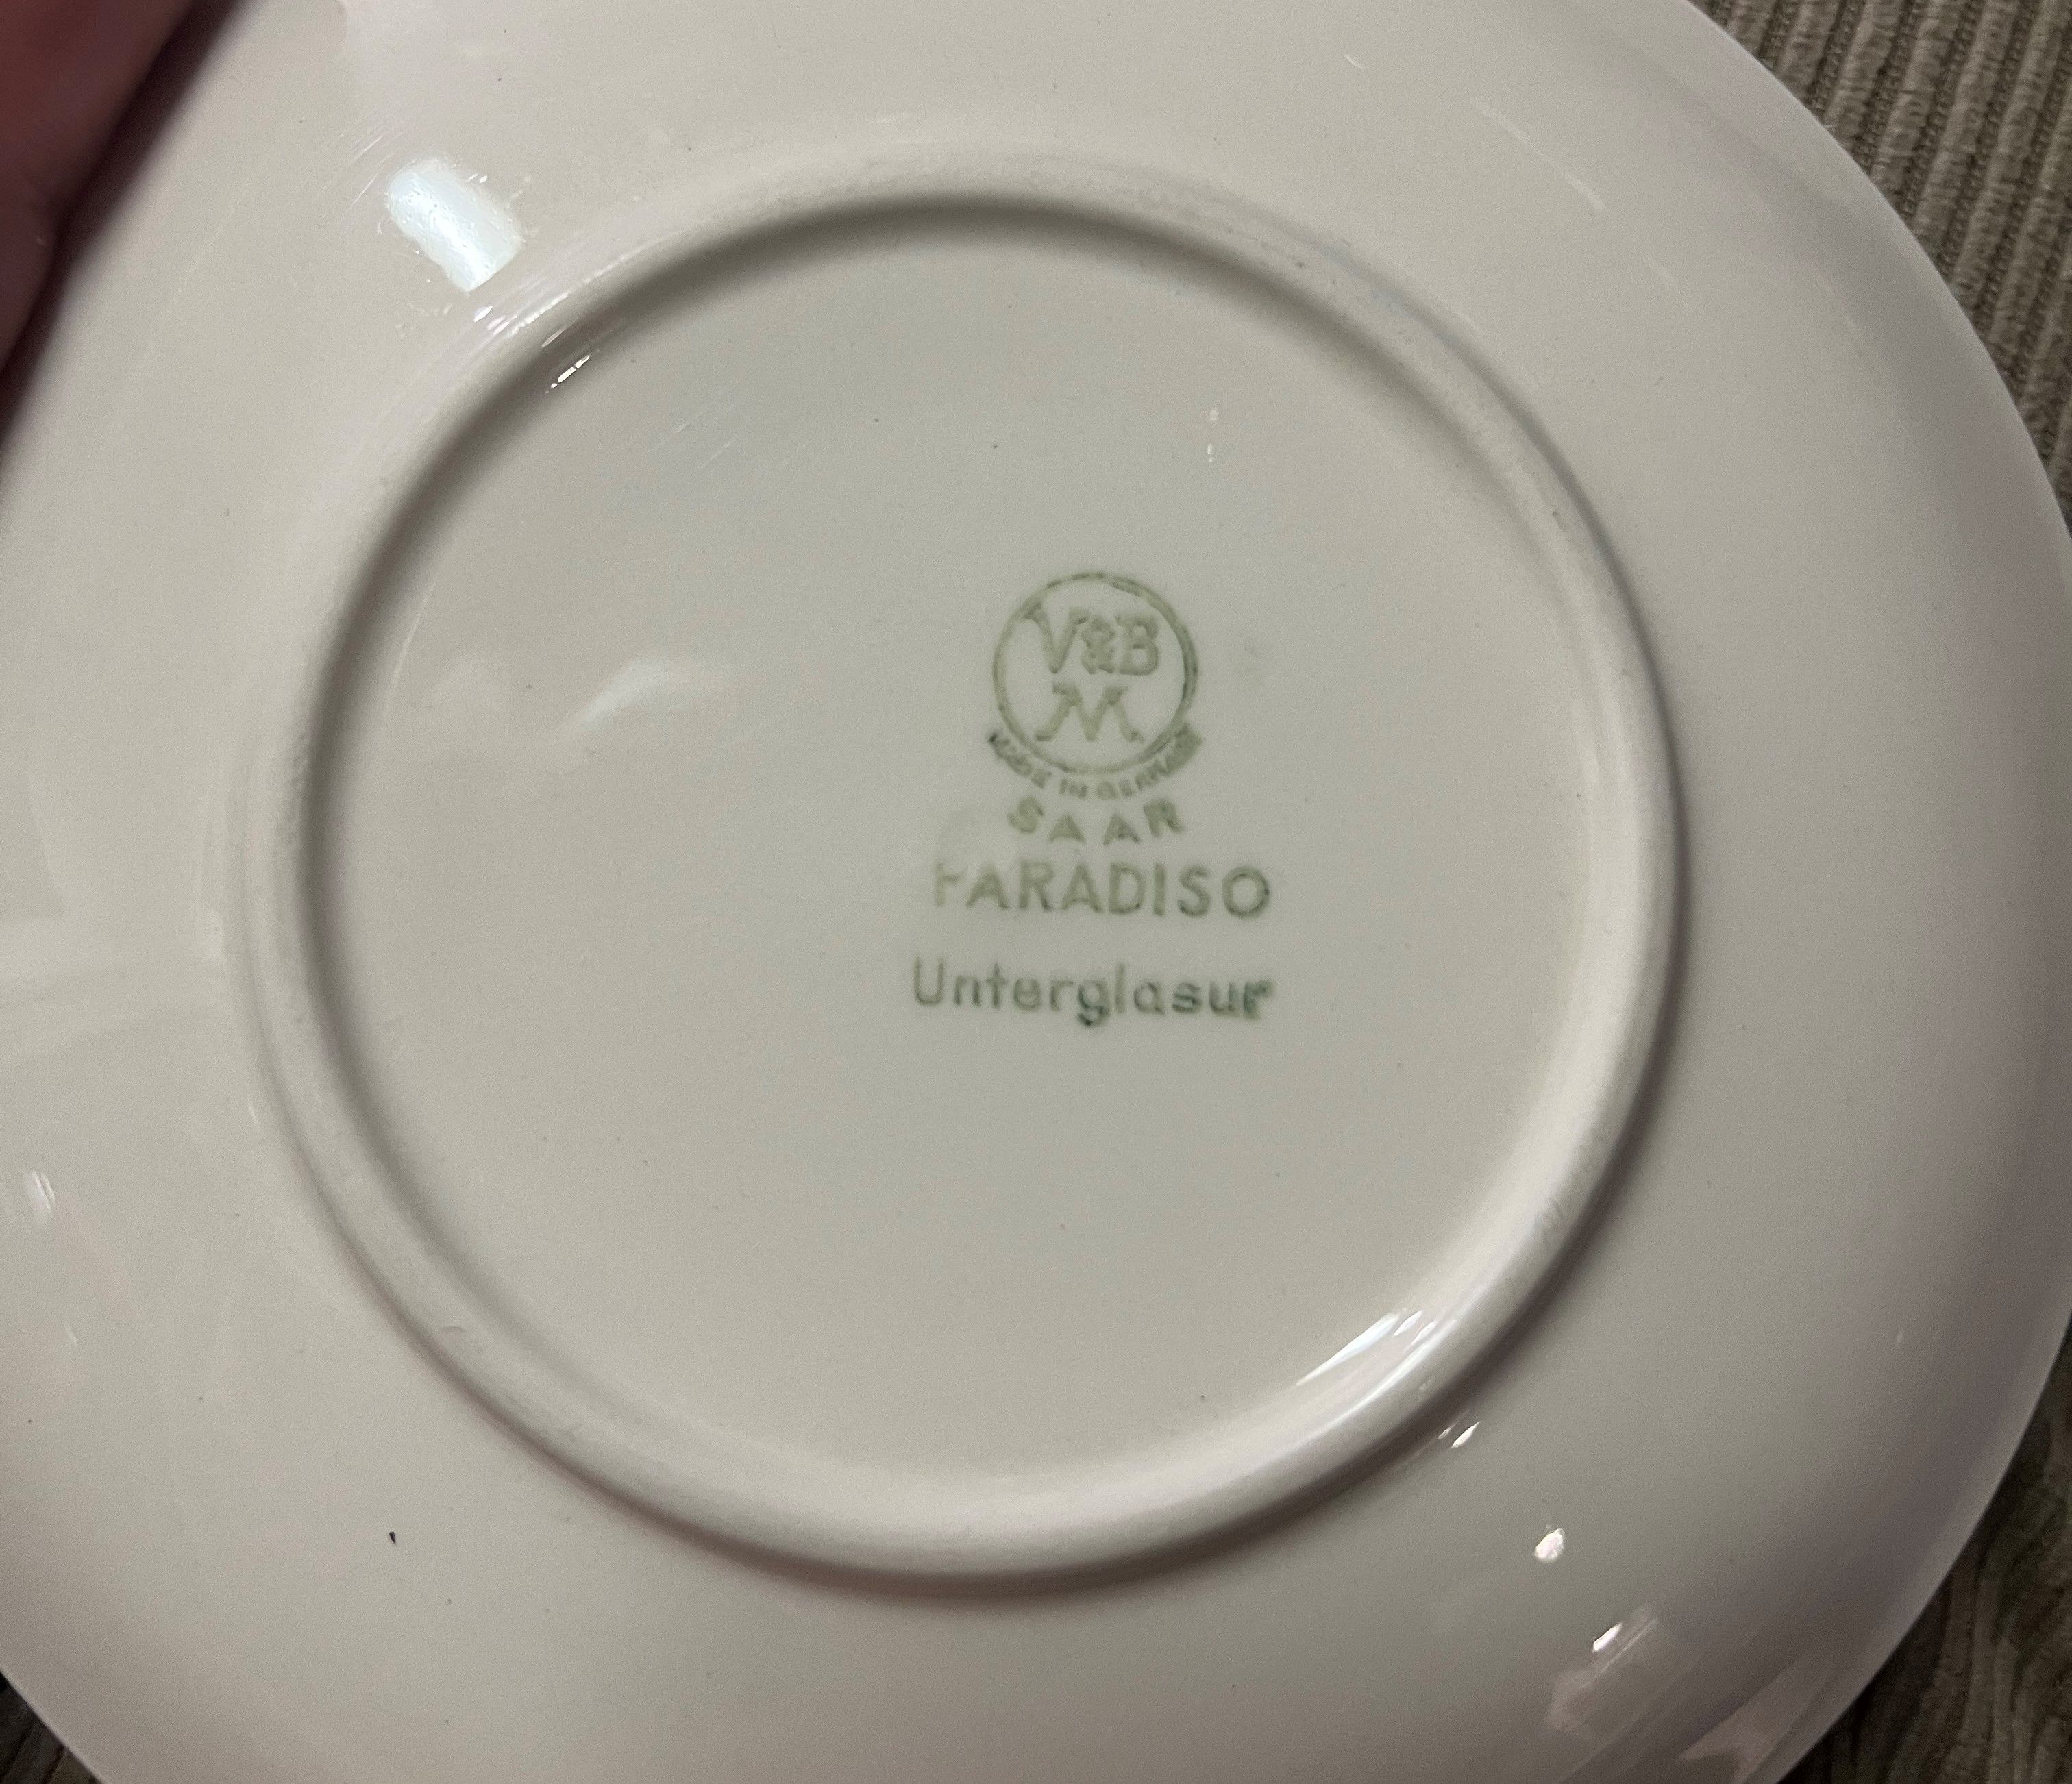 V&B
M
MADE IN GERMANY
SAAR
PARADISO
Unterglasur